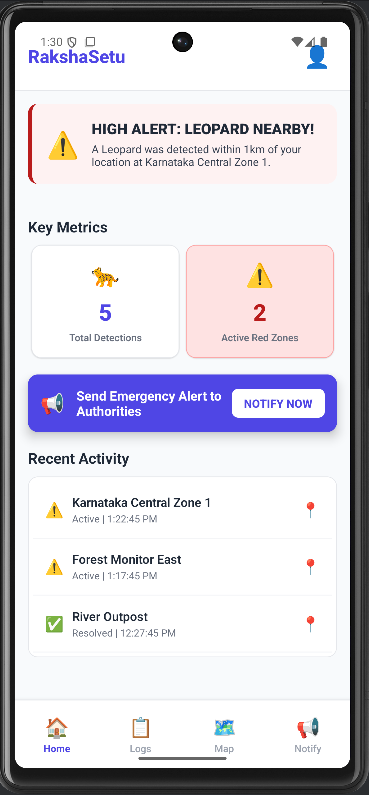 1:30
RakshaSetu
HIGH ALERT: LEOPARD NEARBY!
A Leopard was detected within 1km of your
location at Karnataka Central Zone 1.
Key Metrics
5
Total Detections
2
Active Red Zones
Send Emergency Alert to
Authorities
NOTIFY NOW
Recent Activity
Karnataka Central Zone 1
Active | 1:22:45 PM
Forest Monitor East
Active | 1:17:45 PM
River Outpost
Resolved | 12:27:45 PM
Home
Logs
Map
Notify